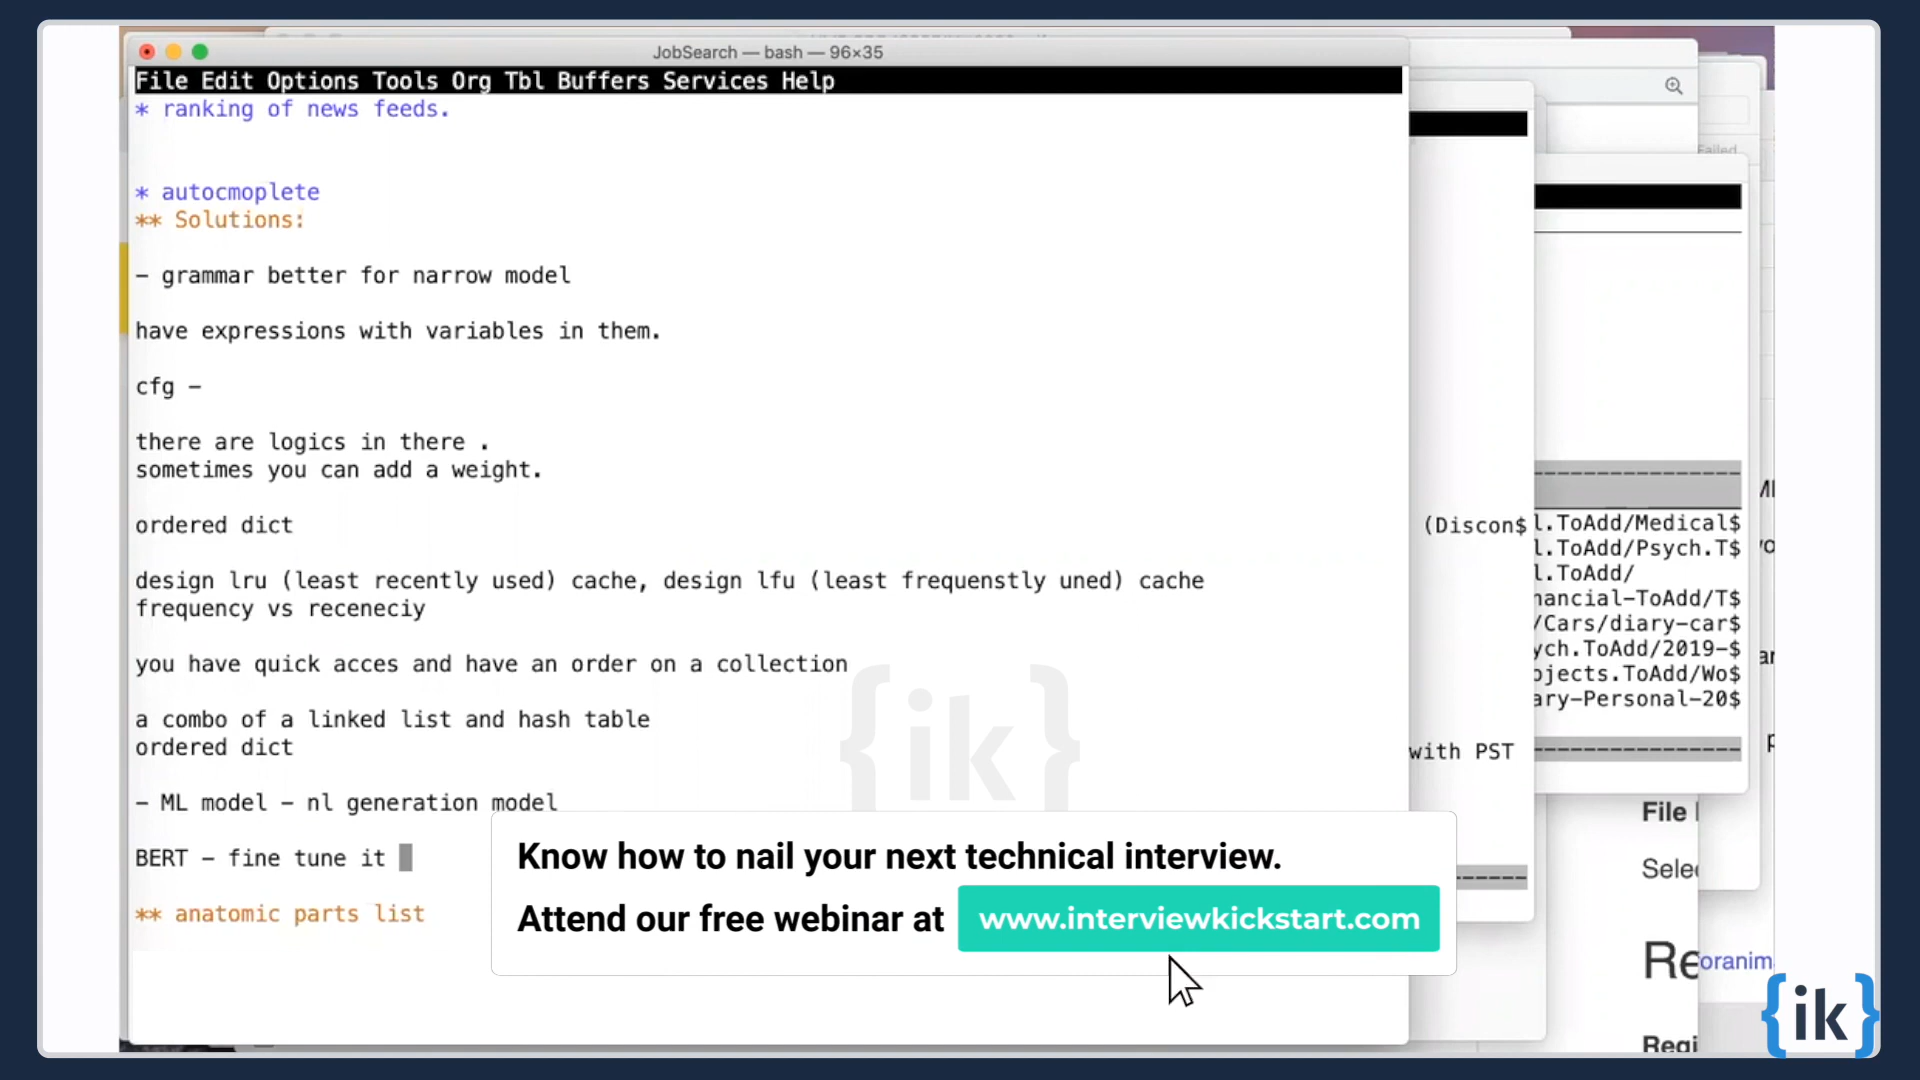 JobSearch — bash — 96×35
File Edit Options Tools Org Tbl Buffers Services Help
* ranking of news feeds.
* autocmoplete
** Solutions:
– grammar better for narrow model
have expressions with variables in them.
cfg –
there are logics in there .
sometimes you can add a weight.
ordered dict
design lru (least recently used) cache, design lfu (least frequenstly uned) cache
frequency vs receneciy
you have quick acces and have an order on a collection
a combo of a linked list and hash table
ordered dict
– ML model – nl generation model
BERT – fine tune it
** anatomic parts list
Failed
(Discon$
l.ToAdd/Medical$
l.ToAdd/Psych.T$
l.ToAdd/
nancial-ToAdd/T$
/Cars/diary-car$
ych.ToAdd/2019-$
ojects.ToAdd/Wo$
ary-Personal-20$
with PST
File
Selec
Re
oranim
Regi
{ik}
Know how to nail your next technical interview.
Attend our free webinar at www.interviewkickstart.com
{ik}